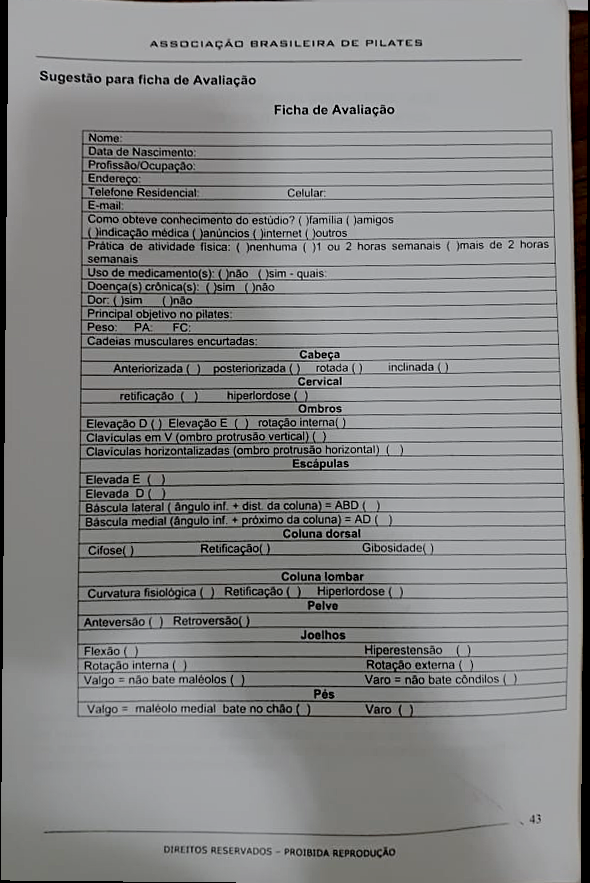 ASSOCIAÇÃO BRASILEIRA DE PILATES
Sugestão para ficha de Avaliação
Ficha de Avaliação
Nome:
Data de Nascimento:
Profissão/Ocupação:
Endereço:
Telefone Residencial: Celular:
E-mail:
Como obteve conhecimento do estúdio? ( )família ( )amigos
( )indicação médica ( )anúncios ( )internet ( )outros
Prática de atividade física: ( )nenhuma ( )1 ou 2 horas semanais ( )mais de 2 horas
semanais
Uso de medicamento(s): ( )não ( )sim - quais:
Doença(s) crônica(s): ( )sim ( )não
Dor: ( )sim ( )não
Principal objetivo no pilates:
Peso: PA: FC:
Cadeias musculares encurtadas:
Cabeça
Anteriorizada ( ) posteriorizada ( ) rotada ( ) inclinada ( )
Cervical
retificação ( ) hiperlordose ( )
Ombros
Elevação D ( ) Elevação E ( ) rotação interna( )
Clavículas em V (ombro protrusão vertical) ( )
Clavículas horizontalizadas (ombro protrusão horizontal) ( )
Escápulas
Elevada E ( )
Elevada D ( )
Báscula lateral ( ângulo inf. + dist. da coluna) = ABD ( )
Báscula medial (ângulo inf. + próximo da coluna) = AD ( )
Coluna dorsal
Cifose( ) Retificação( ) Gibosidade( )
Coluna lombar
Curvatura fisiológica ( ) Retificação ( ) Hiperlordose ( )
Pelve
Anteversão ( ) Retroversão( )
Joelhos
Flexão ( ) Hiperestensão ( )
Rotação interna ( ) Rotação externa ( )
Valgo = não bate maléolos ( ) Varo = não bate côndilos ( )
Pés
Valgo = maléolo medial bate no chão ( ) Varo ( )
43
DIREITOS RESERVADOS – PROIBIDA REPRODUÇÃO